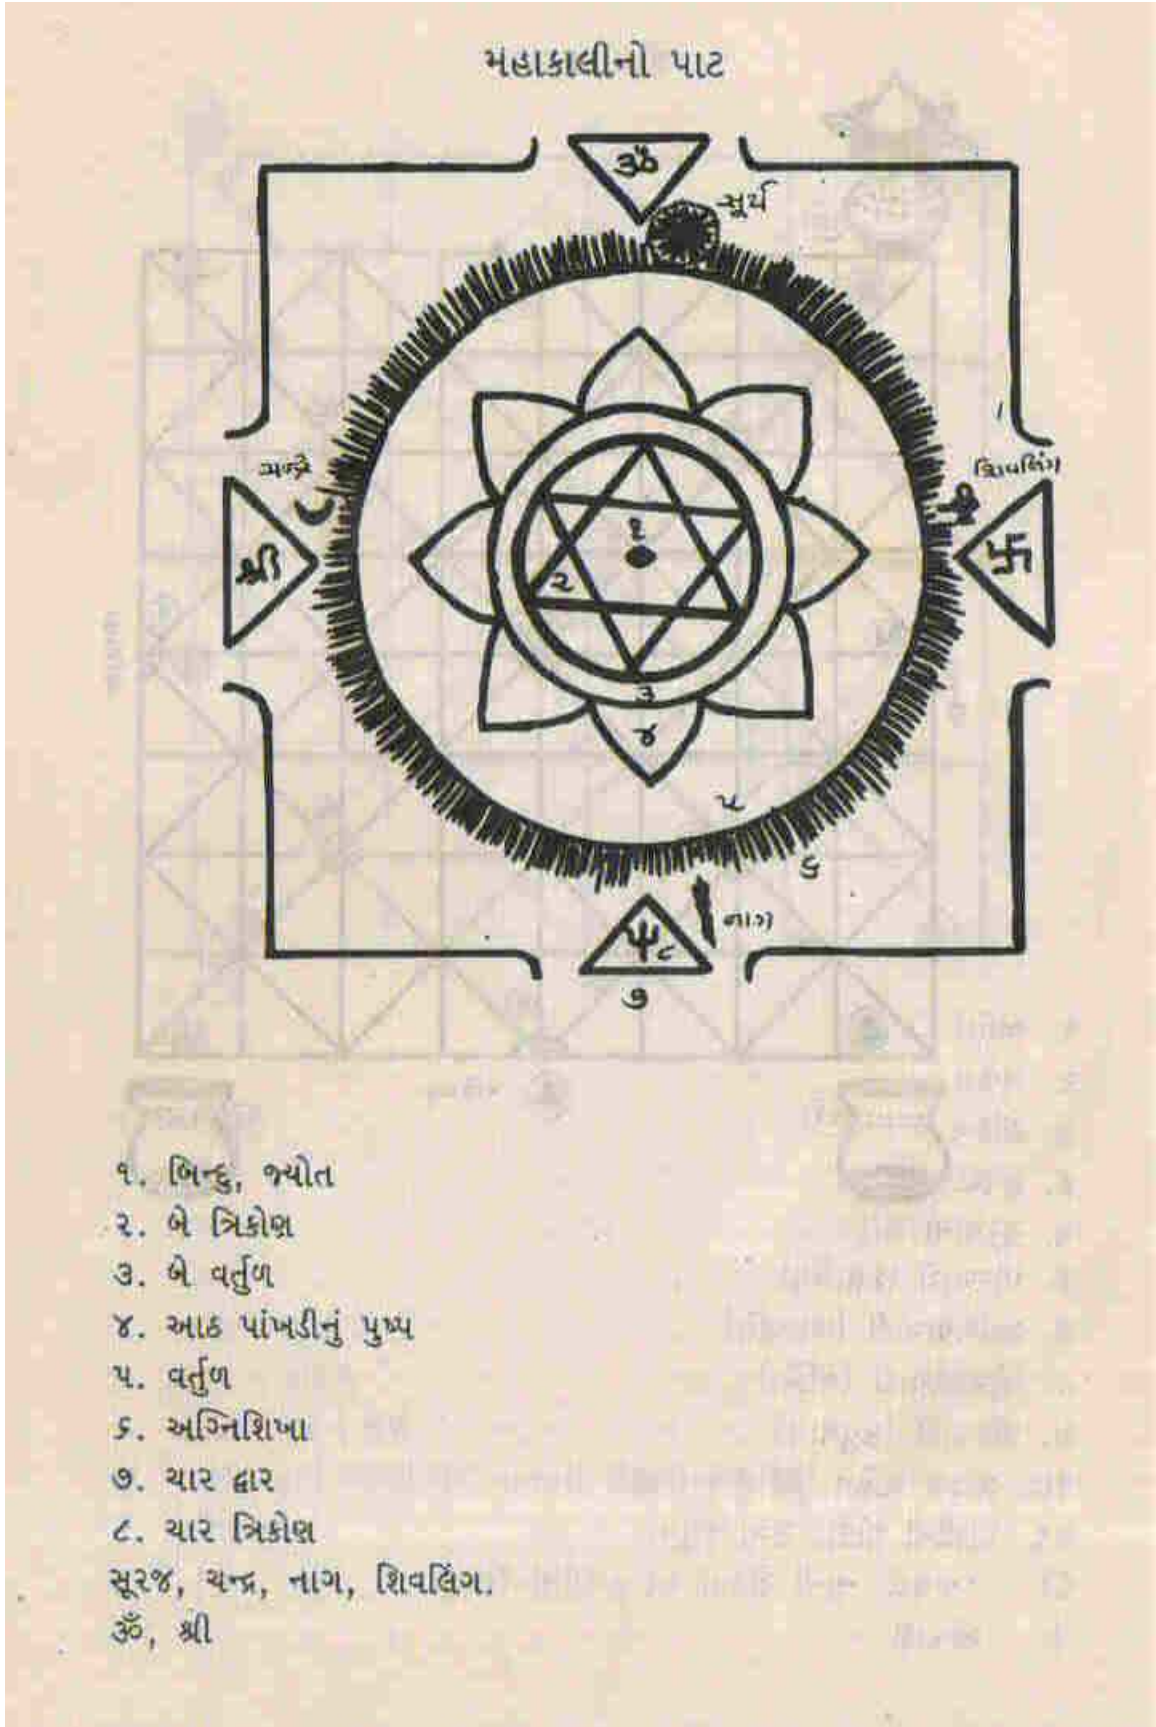 મહાકાલીનો પાટ
ૐ
સૂર્ય
ચન્દ્ર
શિવલિંગ
શ્રી
૧
૨
૩
૪
૫
૬
નાગ
૮
૭
૧. બિન્દુ, જ્યોત
૨. બે ત્રિકોણ
૩. બે વર્તુળ
૪. આઠ પાંખડીનું પુષ્પ
૫. વર્તુળ
૬. અગ્નિશિખા
૭. ચાર દ્વાર
૮. ચાર ત્રિકોણ
સૂરજ, ચન્દ્ર, નાગ, શિવલિંગ.
ૐ, શ્રી